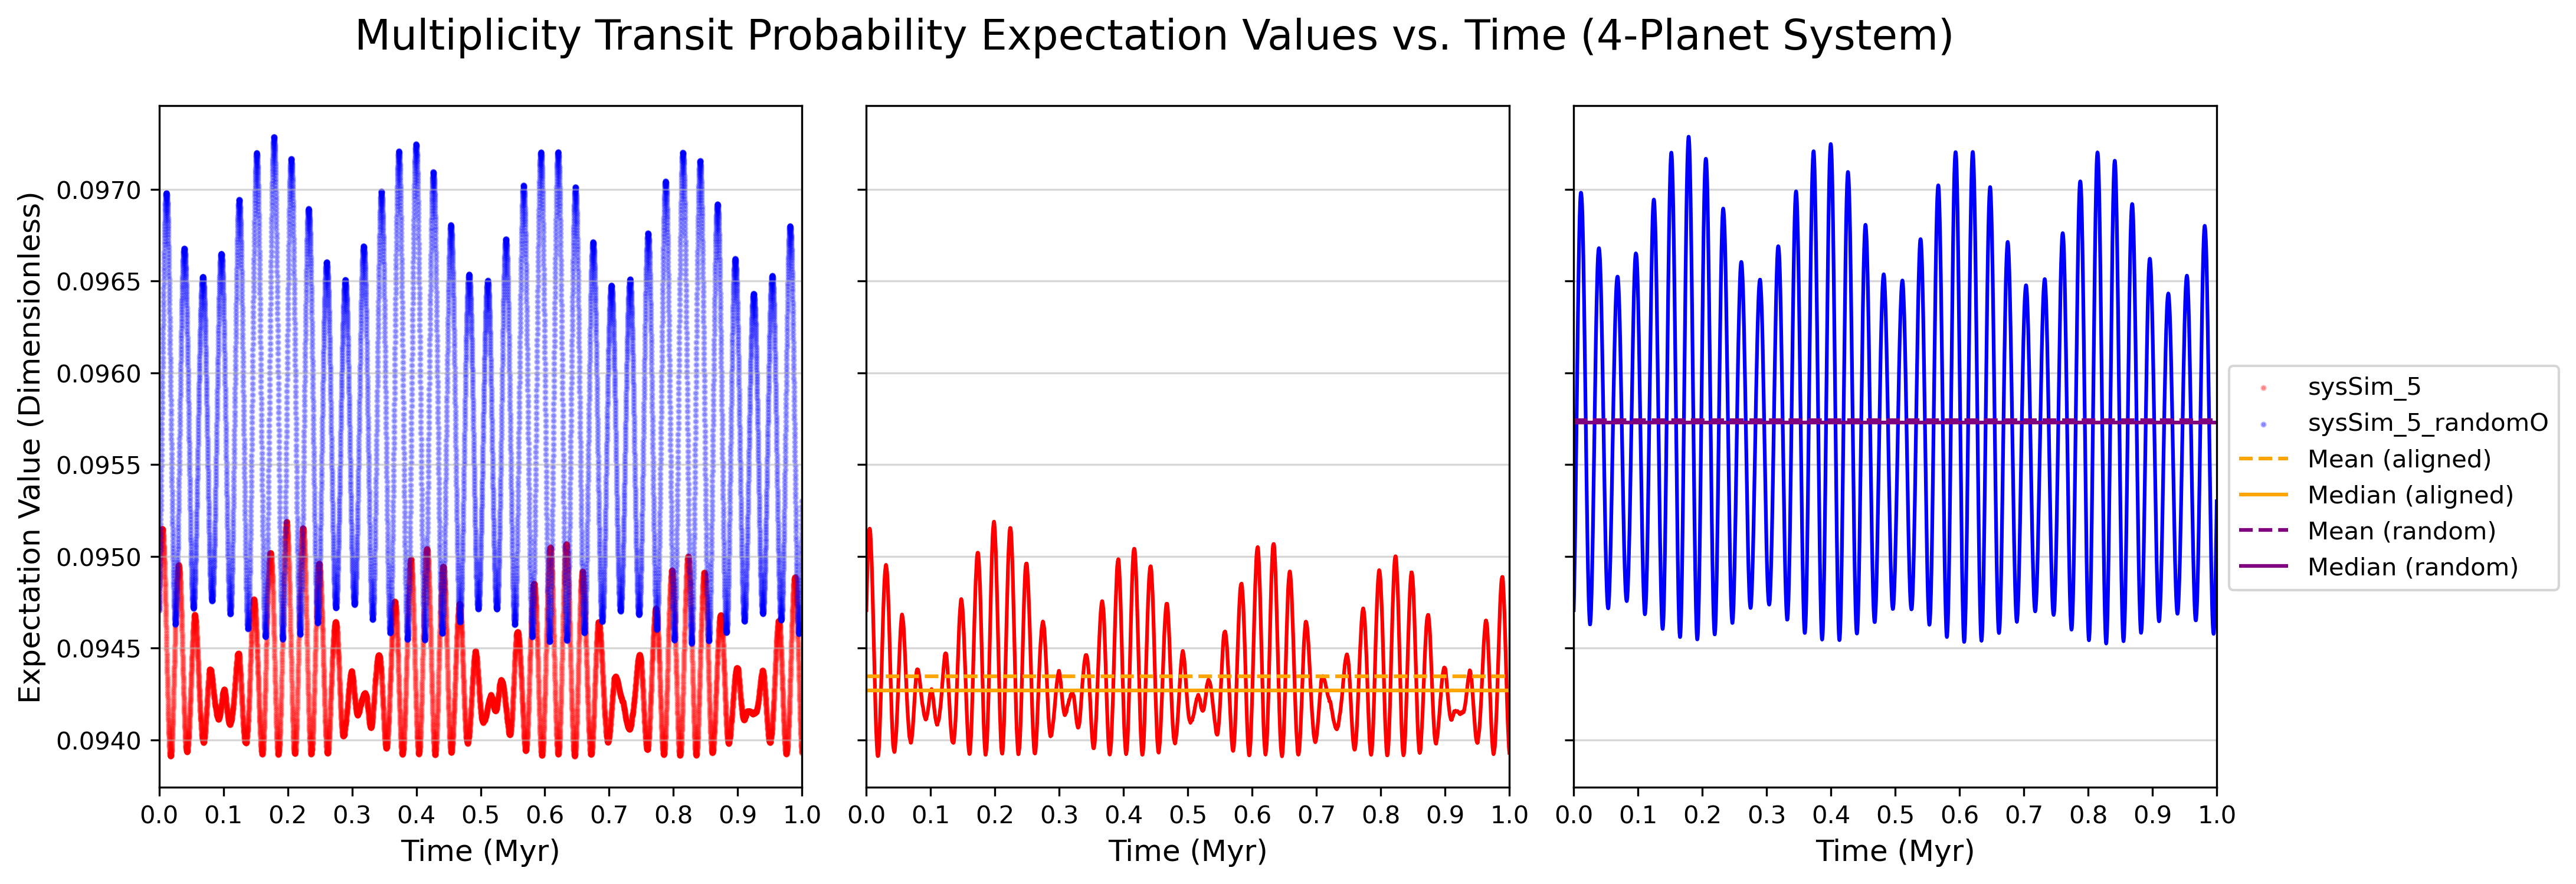 Multiplicity Transit Probability Expectation Values vs. Time (4-Planet System)
Expectation Value (Dimensionless)
0.0970
0.0965
0.0960
0.0955
0.0950
0.0945
0.0940
0.0 0.1 0.2 0.3 0.4 0.5 0.6 0.7 0.8 0.9 1.0
Time (Myr)
0.0 0.1 0.2 0.3 0.4 0.5 0.6 0.7 0.8 0.9 1.0
Time (Myr)
0.0 0.1 0.2 0.3 0.4 0.5 0.6 0.7 0.8 0.9 1.0
Time (Myr)
sysSim_5
sysSim_5_randomO
Mean (aligned)
Median (aligned)
Mean (random)
Median (random)